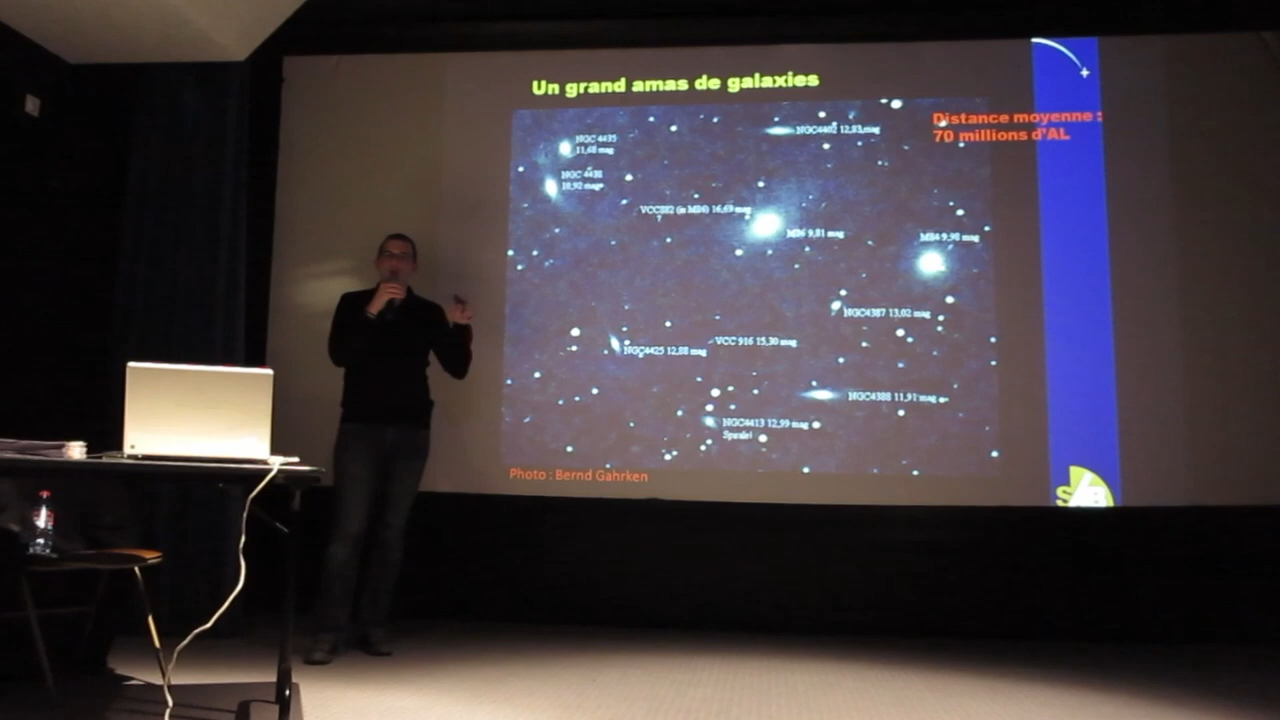 Un grand amas de galaxies
Distance moyenne :
70 millions d'AL
NGC 4435
11,68 mag
NGC4402 12,83 mag
NGC 4438
10,92 mag
VCC882 (in M86) 16,69 mag
?
M86 9,81 mag
M84 9,98 mag
NGC4387 13,02 mag
NGC4425 12,88 mag
VCC 916 15,30 mag
NGC4388 11,91 mag
NGC4413 12,99 mag
Spirale!
Photo : Bernd Gahrken